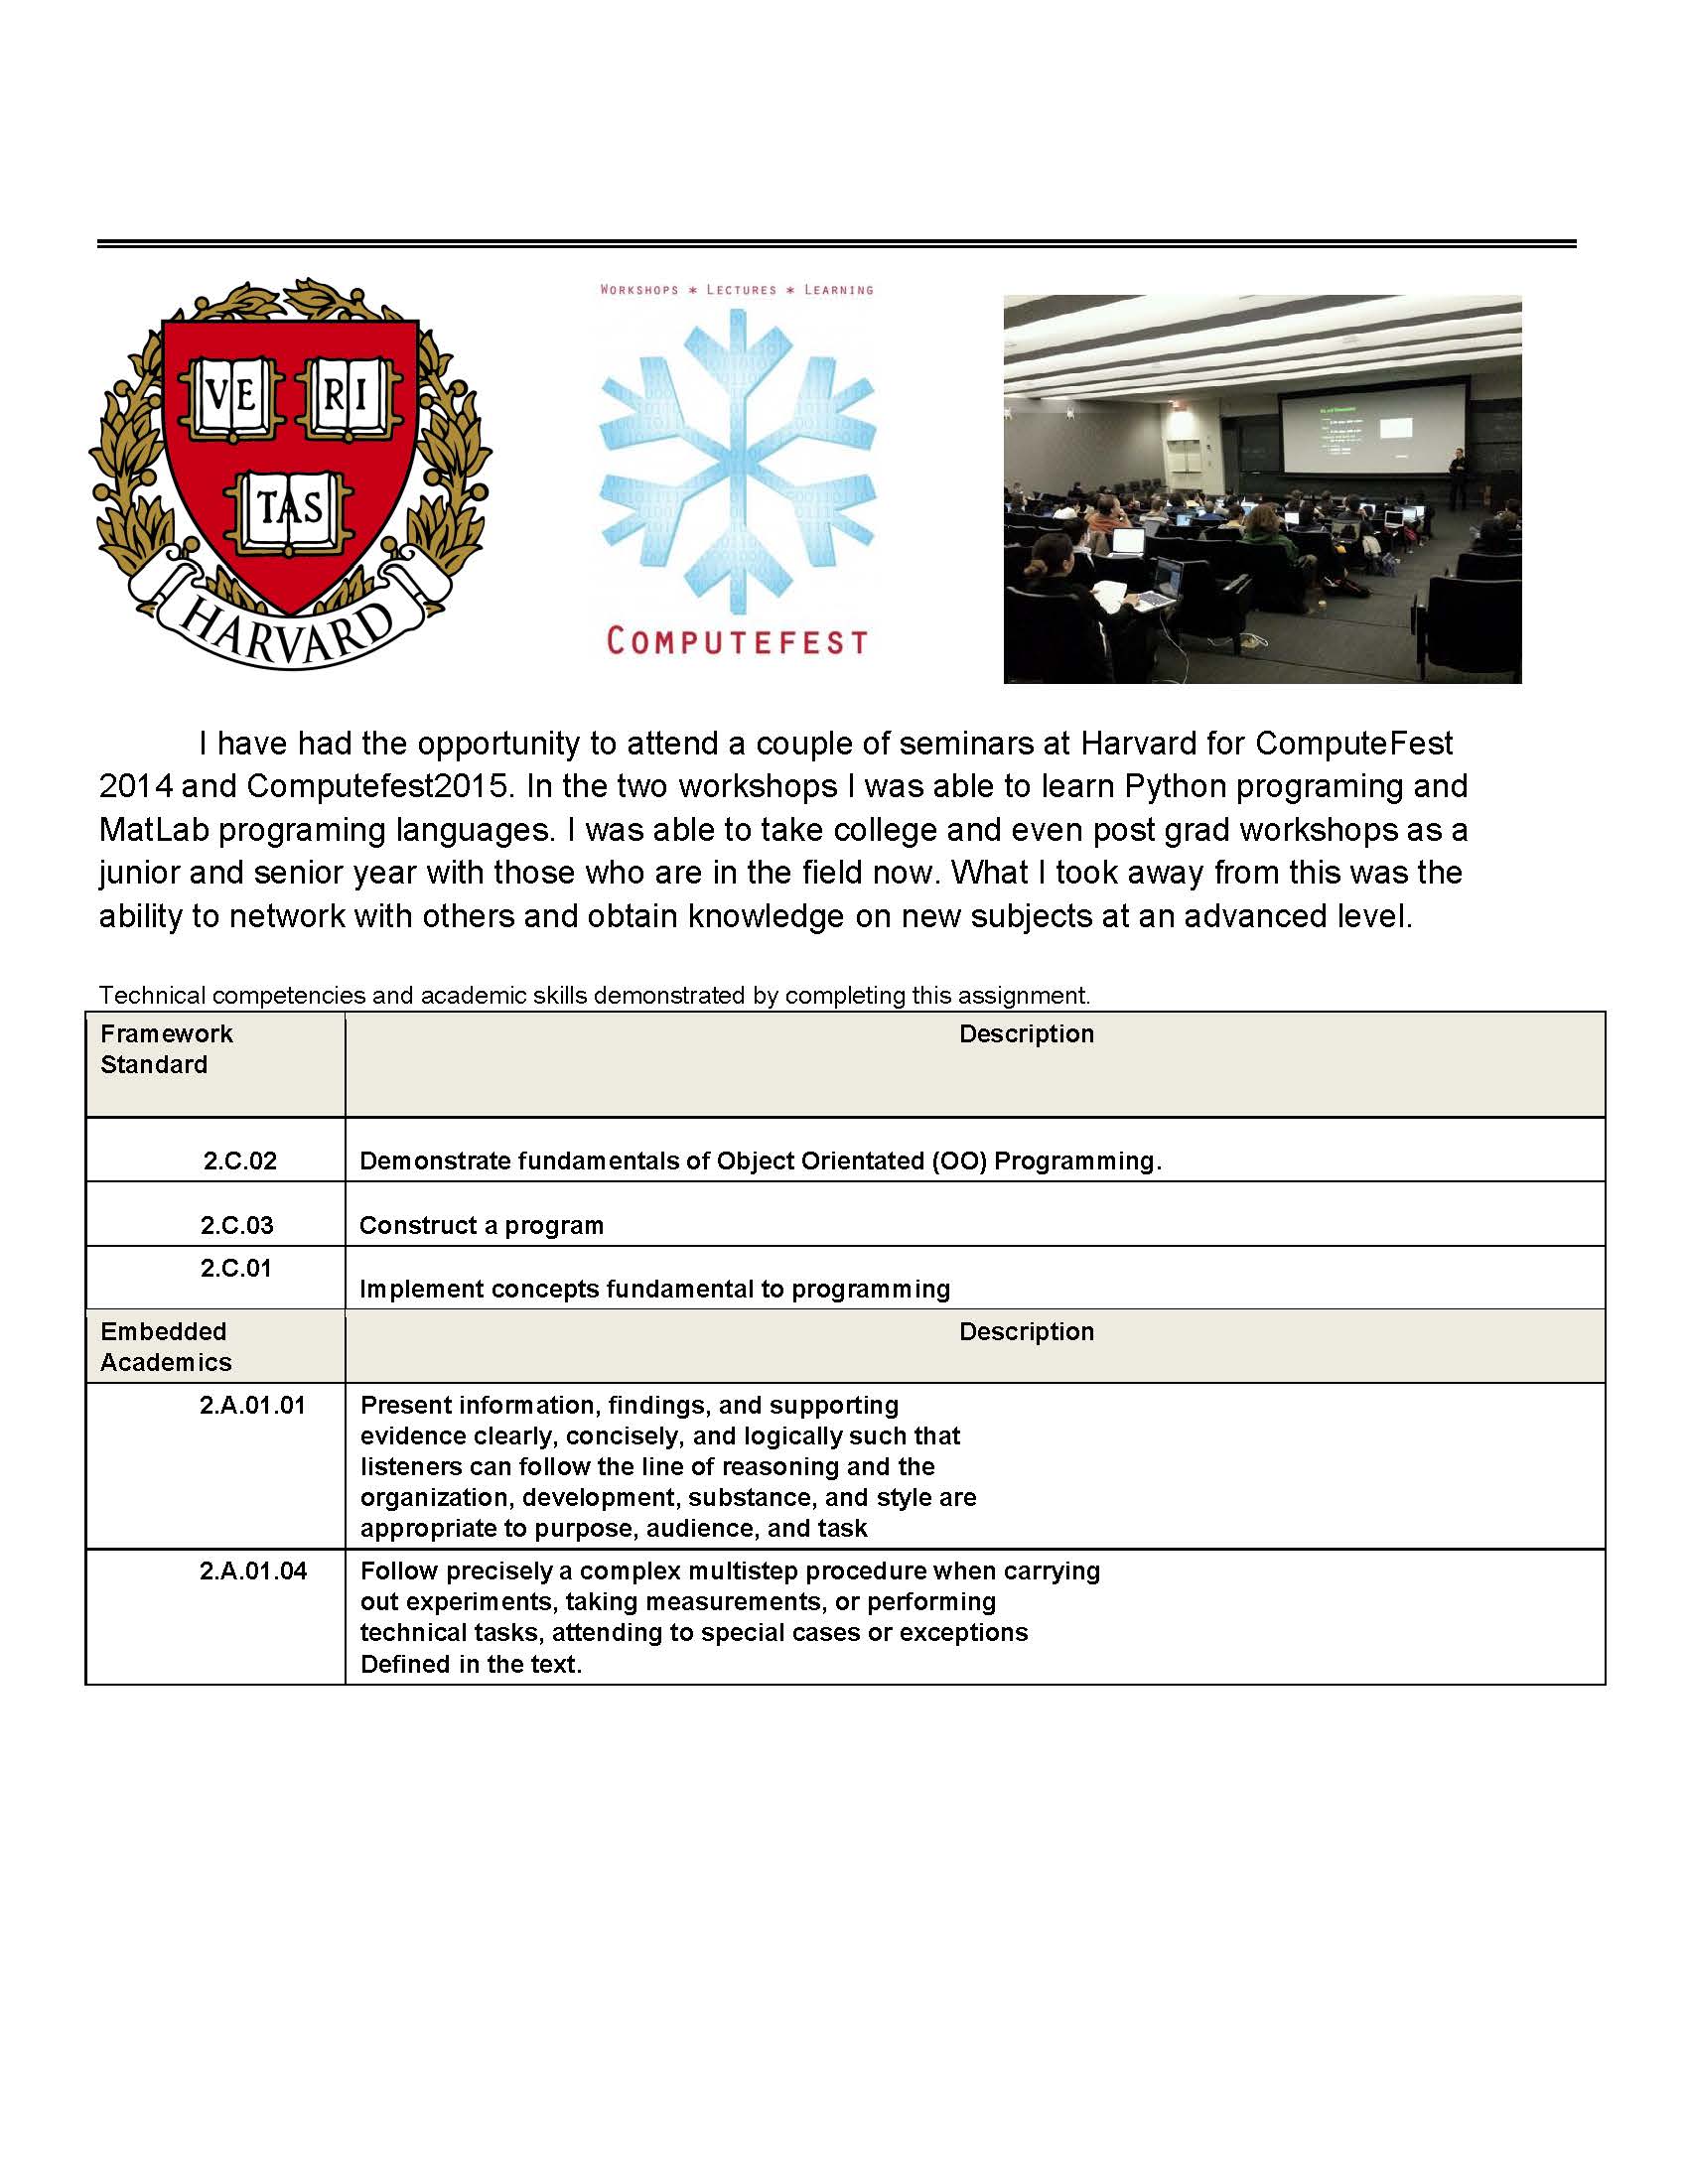 WORKSHOPS * LECTURES * LEARNING
VE RI
TAS
HARVARD
COMPUTEFEST
I have had the opportunity to attend a couple of seminars at Harvard for ComputeFest
2014 and Computefest2015. In the two workshops I was able to learn Python programing and
MatLab programing languages. I was able to take college and even post grad workshops as a
junior and senior year with those who are in the field now. What I took away from this was the
ability to network with others and obtain knowledge on new subjects at an advanced level.
Technical competencies and academic skills demonstrated by completing this assignment.
Framework
Standard
Description
2.C.02
Demonstrate fundamentals of Object Orientated (OO) Programming.
2.C.03
Construct a program
2.C.01
Implement concepts fundamental to programming
Embedded
Academics
Description
2.A.01.01
Present information, findings, and supporting
evidence clearly, concisely, and logically such that
listeners can follow the line of reasoning and the
organization, development, substance, and style are
appropriate to purpose, audience, and task
2.A.01.04
Follow precisely a complex multistep procedure when carrying
out experiments, taking measurements, or performing
technical tasks, attending to special cases or exceptions
Defined in the text.